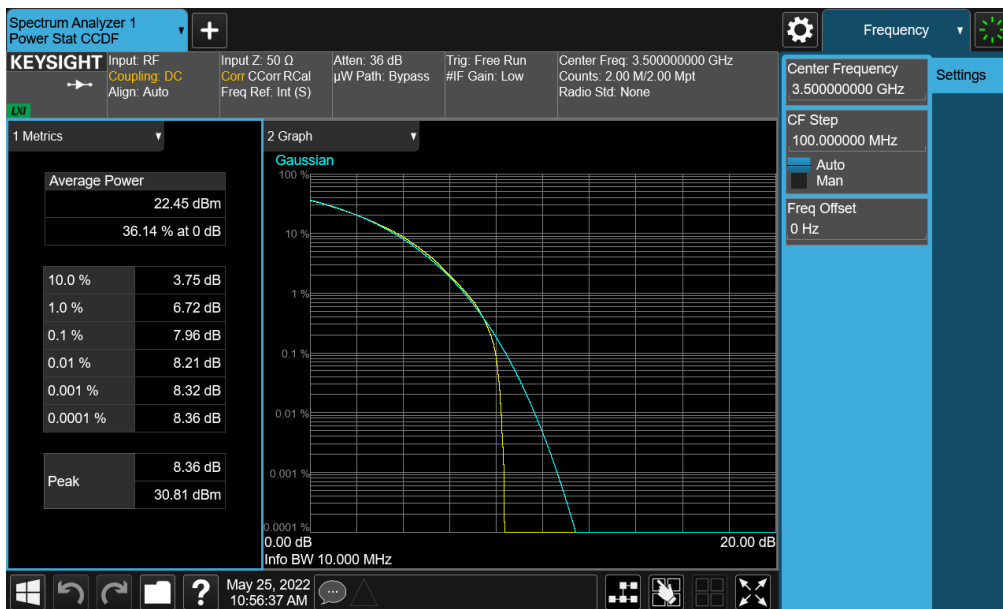 Spectrum Analyzer 1
Power Stat CCDF
+
Frequency
KEYSIGHT
LXI
Input: RF
Coupling: DC
Align: Auto
Input Z: 50 Ω
Corr CCorr RCal
Freq Ref: Int (S)
Atten: 36 dB
µW Path: Bypass
Trig: Free Run
#IF Gain: Low
Center Freq: 3.500000000 GHz
Counts: 2.00 M/2.00 Mpt
Radio Std: None
Center Frequency
3.500000000 GHz
Settings
CF Step
100.000000 MHz
Auto
Man
Freq Offset
0 Hz
1 Metrics
Average Power
22.45 dBm
36.14 % at 0 dB
10.0 % 3.75 dB
1.0 % 6.72 dB
0.1 % 7.96 dB
0.01 % 8.21 dB
0.001 % 8.32 dB
0.0001 % 8.36 dB
Peak
8.36 dB
30.81 dBm
2 Graph
Gaussian
100 %
10 %
1 %
0.1 %
0.01 %
0.001 %
0.0001 %
0.00 dB 20.00 dB
Info BW 10.000 MHz
?
May 25, 2022
10:56:37 AM